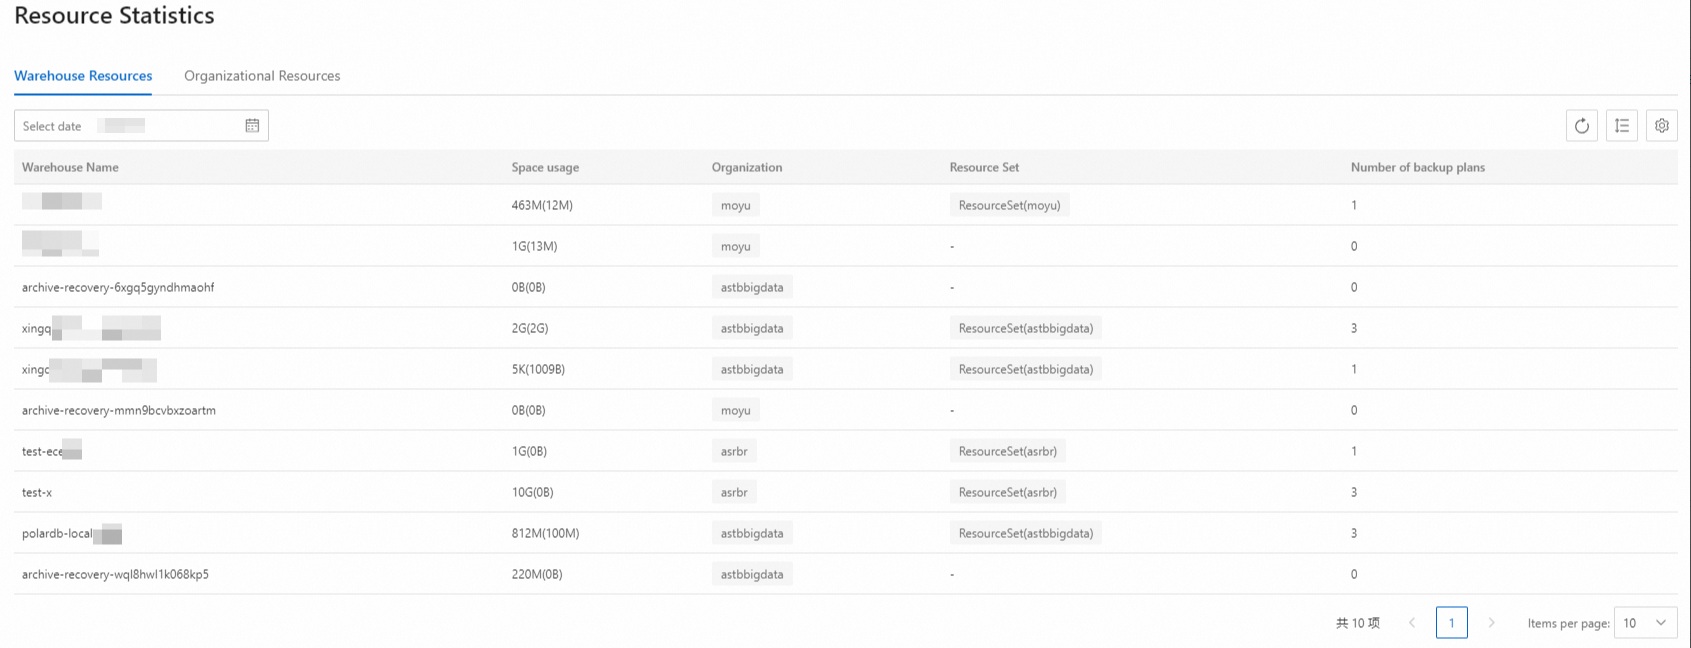 Resource Statistics
Warehouse Resources Organizational Resources
Select date
Warehouse Name Space usage Organization Resource Set Number of backup plans
463M(12M) moyu ResourceSet(moyu) 1
1G(13M) moyu - 0
archive-recovery-6xgq5gyndhmaohf 0B(0B) astbbigdata - 0
xingq 2G(2G) astbbigdata ResourceSet(astbbigdata) 3
xingc 5K(1009B) astbbigdata ResourceSet(astbbigdata) 1
archive-recovery-mmn9bcvbxzoartm 0B(0B) moyu - 0
test-ece 1G(0B) asrbr ResourceSet(asrbr) 1
test-x 10G(0B) asrbr ResourceSet(asrbr) 3
polardb-local 812M(100M) astbbigdata ResourceSet(astbbigdata) 3
archive-recovery-wql8hwl1k068kp5 220M(0B) astbbigdata - 0
共 10 项 1 Items per page: 10